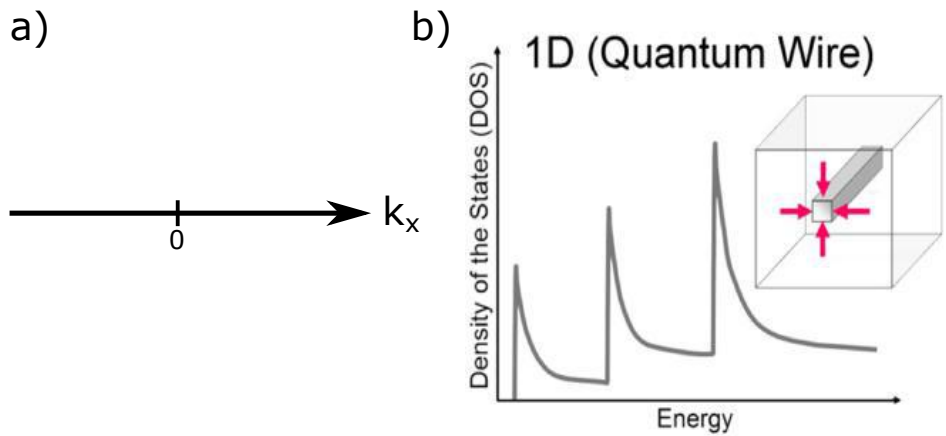 a)
0
kₓ
b)
1D (Quantum Wire)
Density of the States (DOS)
Energy